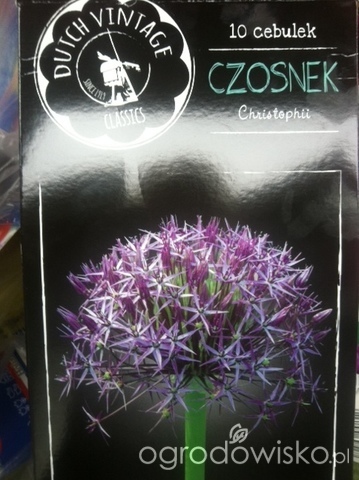 DUTCH VINTAGE
CLASSICS
10 cebulek
CZOSNEK
Christophii
ogrodowisko.pl